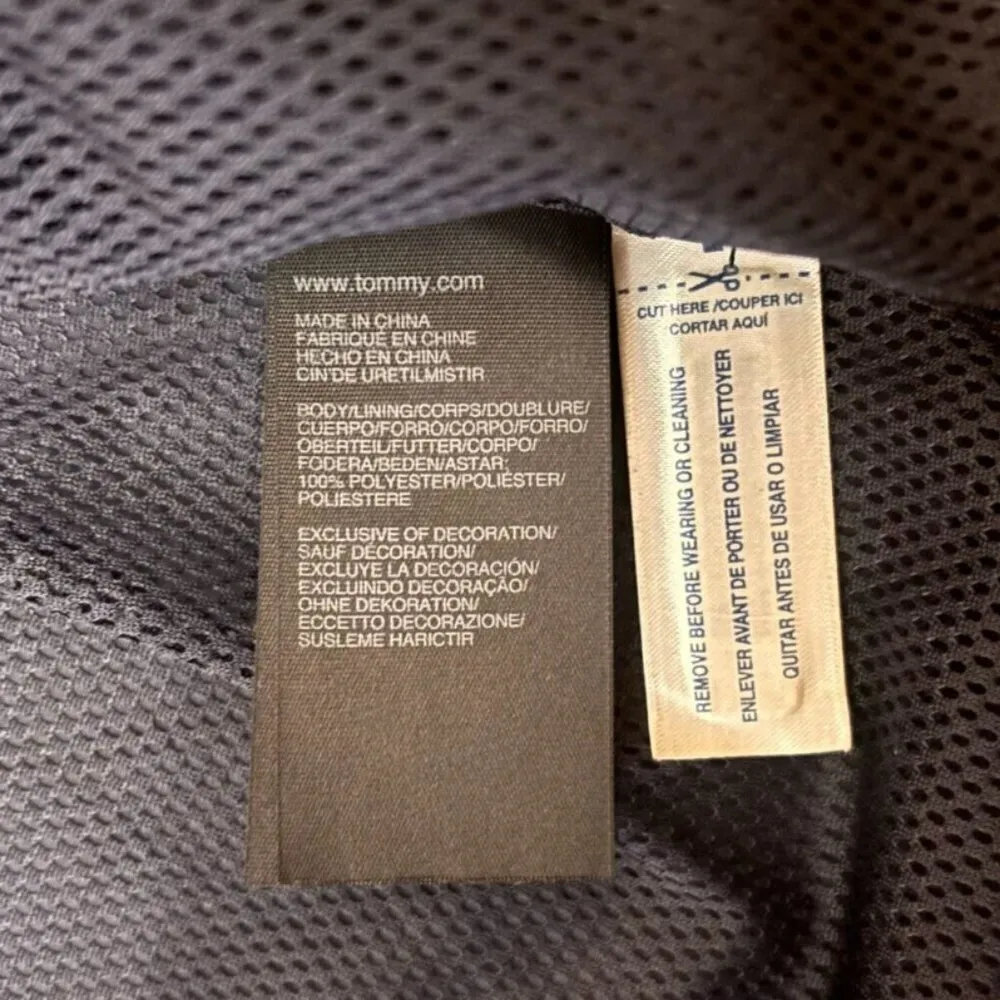 www.tommy.com
MADE IN CHINA
FABRIQUÉ EN CHINE
HECHO EN CHINA
CIN'DE URETILMISTIR
BODY/LINING/CORPS/DOUBLURE/
CUERPO/FORRO/CORPO/FORRO/
OBERTEIL/FUTTER/CORPO/
FODERA/BEDEN/ASTAR:
100% POLYESTER/POLIÉSTER/
POLIESTERE
EXCLUSIVE OF DECORATION/
SAUF DÉCORATION/
EXCLUYE LA DECORACIÓN/
EXCLUINDO DECORAÇÃO/
OHNE DEKORATION/
ECCETTO DECORAZIONE/
SUSLEME HARICTIR
CUT HERE /COUPER ICI
CORTAR AQUÍ
REMOVE BEFORE WEARING OR CLEANING
ENLEVER AVANT DE PORTER OU DE NETTOYER
QUITAR ANTES DE USAR O LIMPIAR